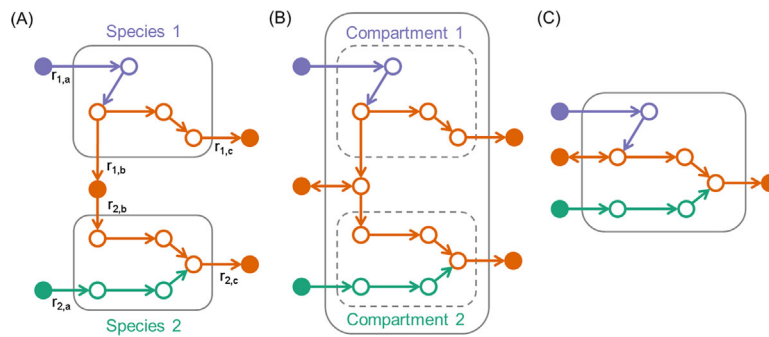 (A)
Species 1
r1,a
r1,c
r1,b
r2,b
r2,c
r2,a
Species 2
(B)
Compartment 1
Compartment 2
(C)